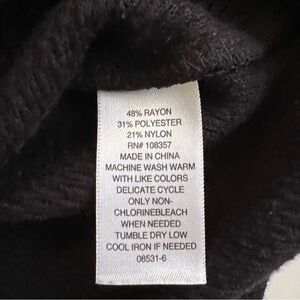 48% RAYON
31% POLYESTER
21% NYLON
RN# 108357
MADE IN CHINA
MACHINE WASH WARM
WITH LIKE COLORS
DELICATE CYCLE
ONLY NON-
CHLORINEBLEACH
WHEN NEEDED
TUMBLE DRY LOW
COOL IRON IF NEEDED
08531-6